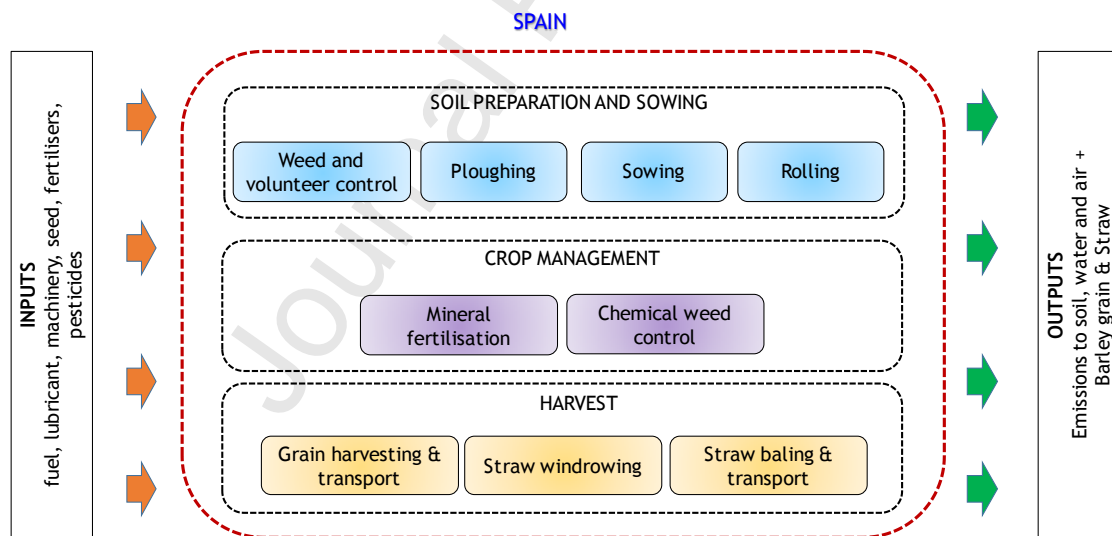 SPAIN
INPUTS
fuel, lubricant, machinery, seed, fertilisers,
pesticides
SOIL PREPARATION AND SOWING
Weed and
volunteer control
Ploughing
Sowing
Rolling
CROP MANAGEMENT
Mineral
fertilisation
Chemical weed
control
HARVEST
Grain harvesting &
transport
Straw windrowing
Straw baling &
transport
OUTPUTS
Emissions to soil, water and air +
Barley grain & Straw
Journal